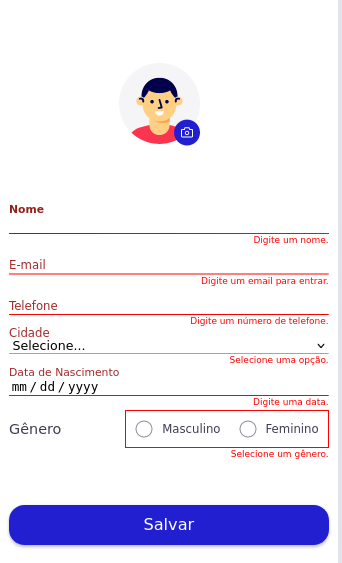 Nome
Digite um nome.
E-mail
Digite um email para entrar.
Telefone
Digite um número de telefone.
Cidade
Selecione...
Selecione uma opção.
Data de Nascimento
mm/dd/yyyy
Digite uma data.
Gênero Masculino Feminino
Selecione um gênero.
Salvar